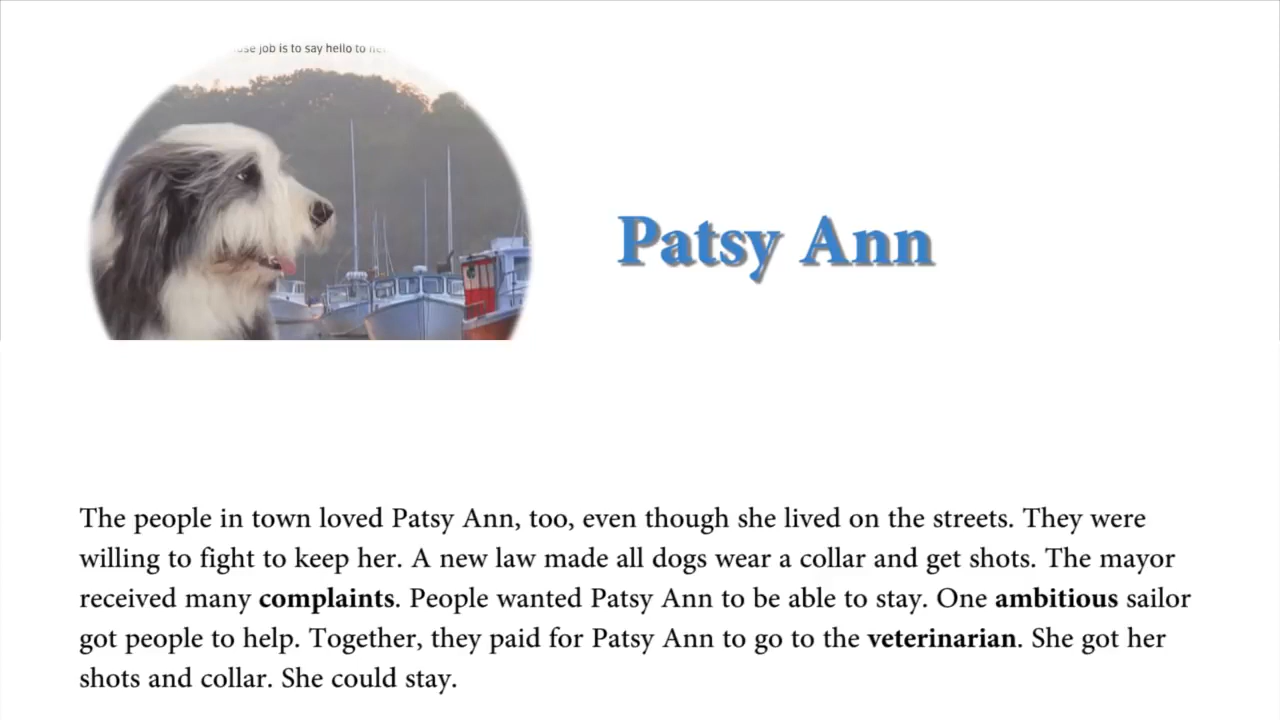 job is to say hello to
Patsy Ann
The people in town loved Patsy Ann, too, even though she lived on the streets. They were
willing to fight to keep her. A new law made all dogs wear a collar and get shots. The mayor
received many complaints. People wanted Patsy Ann to be able to stay. One ambitious sailor
got people to help. Together, they paid for Patsy Ann to go to the veterinarian. She got her
shots and collar. She could stay.